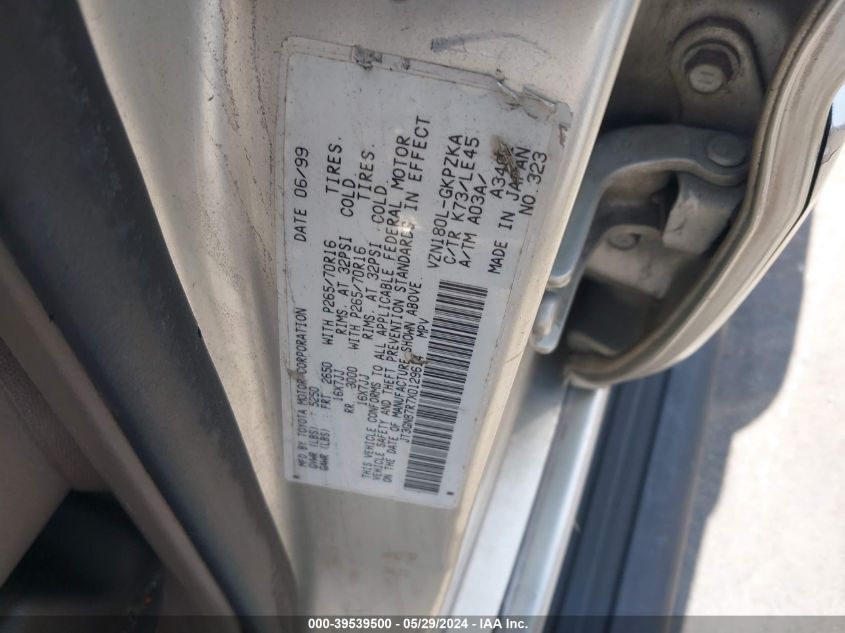 MFD BY TOYOTA MOTOR CORPORATION DATE 06/99
GVWR (LBS) 5250
GAWR (LBS) FRT 2650 WITH P265/70R16 TIRES.
16X7JJ RIMS. AT 32PSI COLD
RR 3000 WITH P265/70R16 TIRES.
16X7JJ RIMS. AT 32PSI COLD
THIS VEHICLE CONFORMS TO ALL APPLICABLE FEDERAL MOTOR
VEHICLE SAFETY AND THEFT PREVENTION STANDARDS IN EFFECT
ON THE DATE OF MANUFACTURE SHOWN ABOVE.
JT3GN87R7X0129614 MPV
VZN180L-GKPZKA
C/TR K73/LE45
A/TM A03A/
MADE IN JAPAN
NO 323
000-39539500 - 05/29/2024 - IAA Inc.